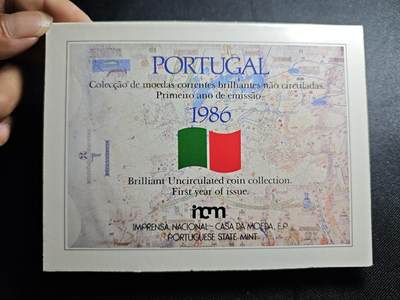 PORTUGAL
Colecção de moedas correntes brilhantes não circuladas.
Primeiro ano de emissão
1986
Brilliant Uncirculated coin collection.
First year of issue.
incm
IMPRENSA NACIONAL - CASA DA MOEDA, E.P.
PORTUGUESE STATE MINT